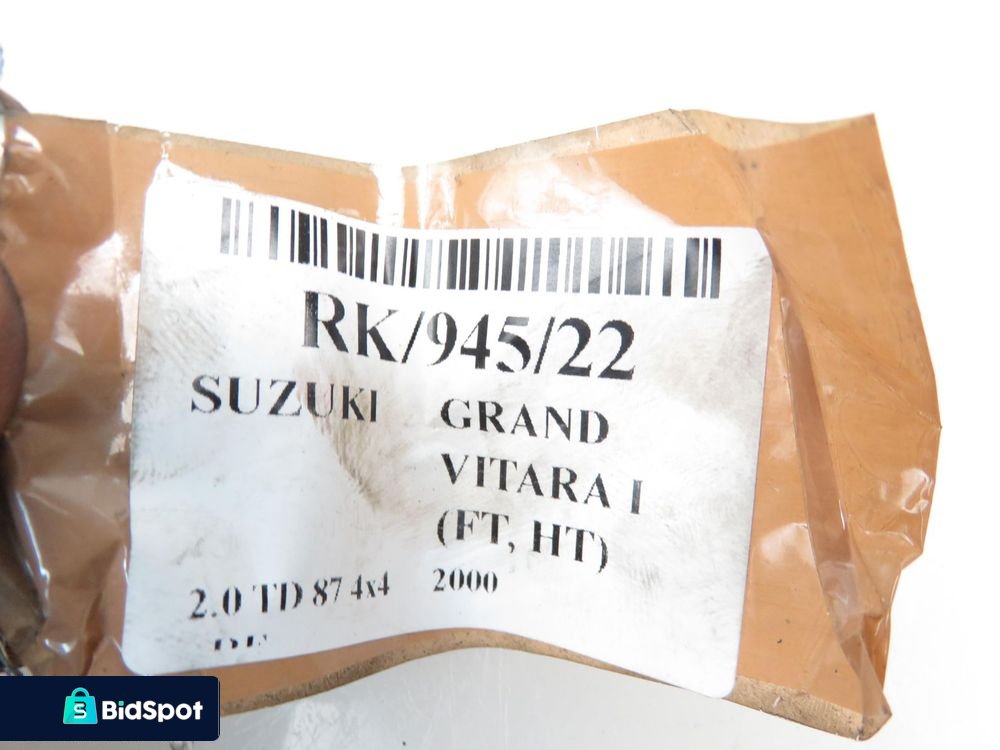 RK/945/22
SUZUKI GRAND
VITARA I
(FT, HT)
2.0 TD 87 4x4 2000
BidSpot